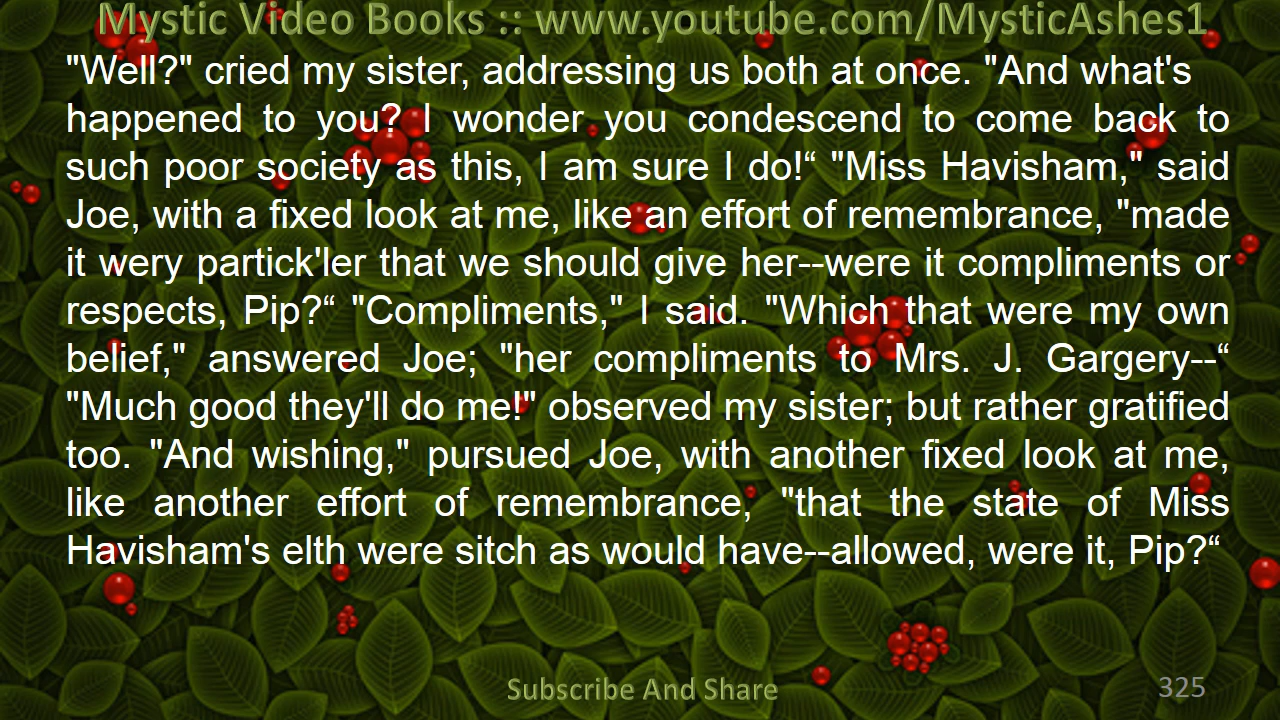 Mystic Video Books :: www.youtube.com/MysticAshes1
"Well?" cried my sister, addressing us both at once. "And what's
happened to you? I wonder you condescend to come back to
such poor society as this, I am sure I do!“ "Miss Havisham," said
Joe, with a fixed look at me, like an effort of remembrance, "made
it wery partick'ler that we should give her--were it compliments or
respects, Pip?“ "Compliments," I said. "Which that were my own
belief," answered Joe; "her compliments to Mrs. J. Gargery--“
"Much good they'll do me!" observed my sister; but rather gratified
too. "And wishing," pursued Joe, with another fixed look at me,
like another effort of remembrance, "that the state of Miss
Havisham's elth were sitch as would have--allowed, were it, Pip?“
Subscribe And Share
325